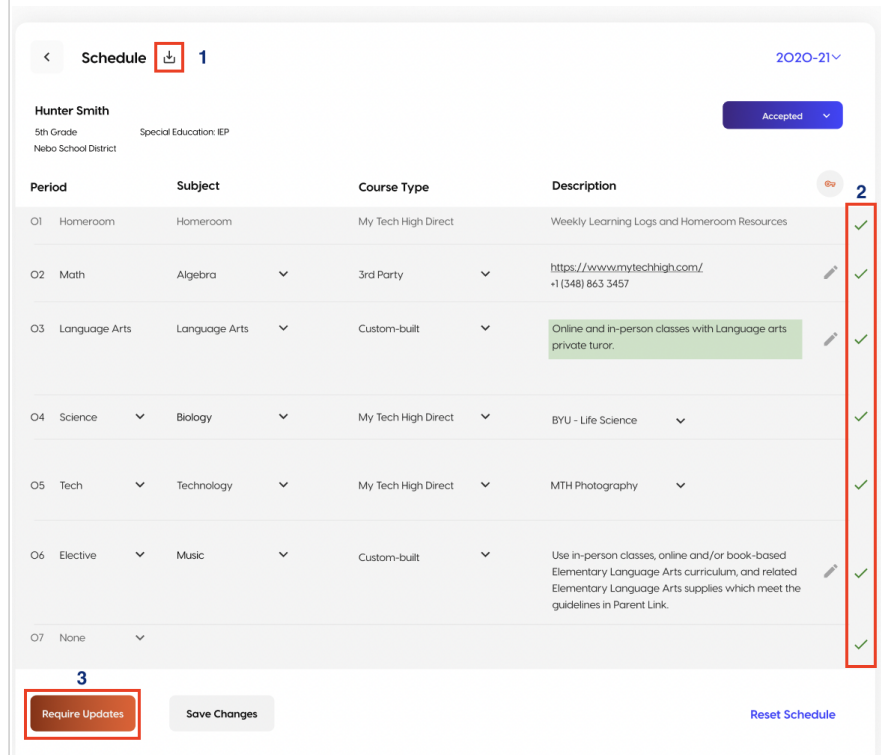 Schedule 1
2020-21
Hunter Smith
5th Grade Special Education: IEP
Nebo School District
Accepted
Period Subject Course Type Description
2
01 Homeroom Homeroom My Tech High Direct Weekly Learning Logs and Homeroom Resources
02 Math Algebra 3rd Party https://www.mytechhigh.com/
+1 (348) 863 3457
03 Language Arts Language Arts Custom-built Online and in-person classes with Language arts
private turor.
04 Science Biology My Tech High Direct BYU - Life Science
05 Tech Technology My Tech High Direct MTH Photography
06 Elective Music Custom-built Use in-person classes, online and/or book-based
Elementary Language Arts curriculum, and related
Elementary Language Arts supplies which meet the
guidelines in Parent Link.
07 None
3
Require Updates Save Changes Reset Schedule